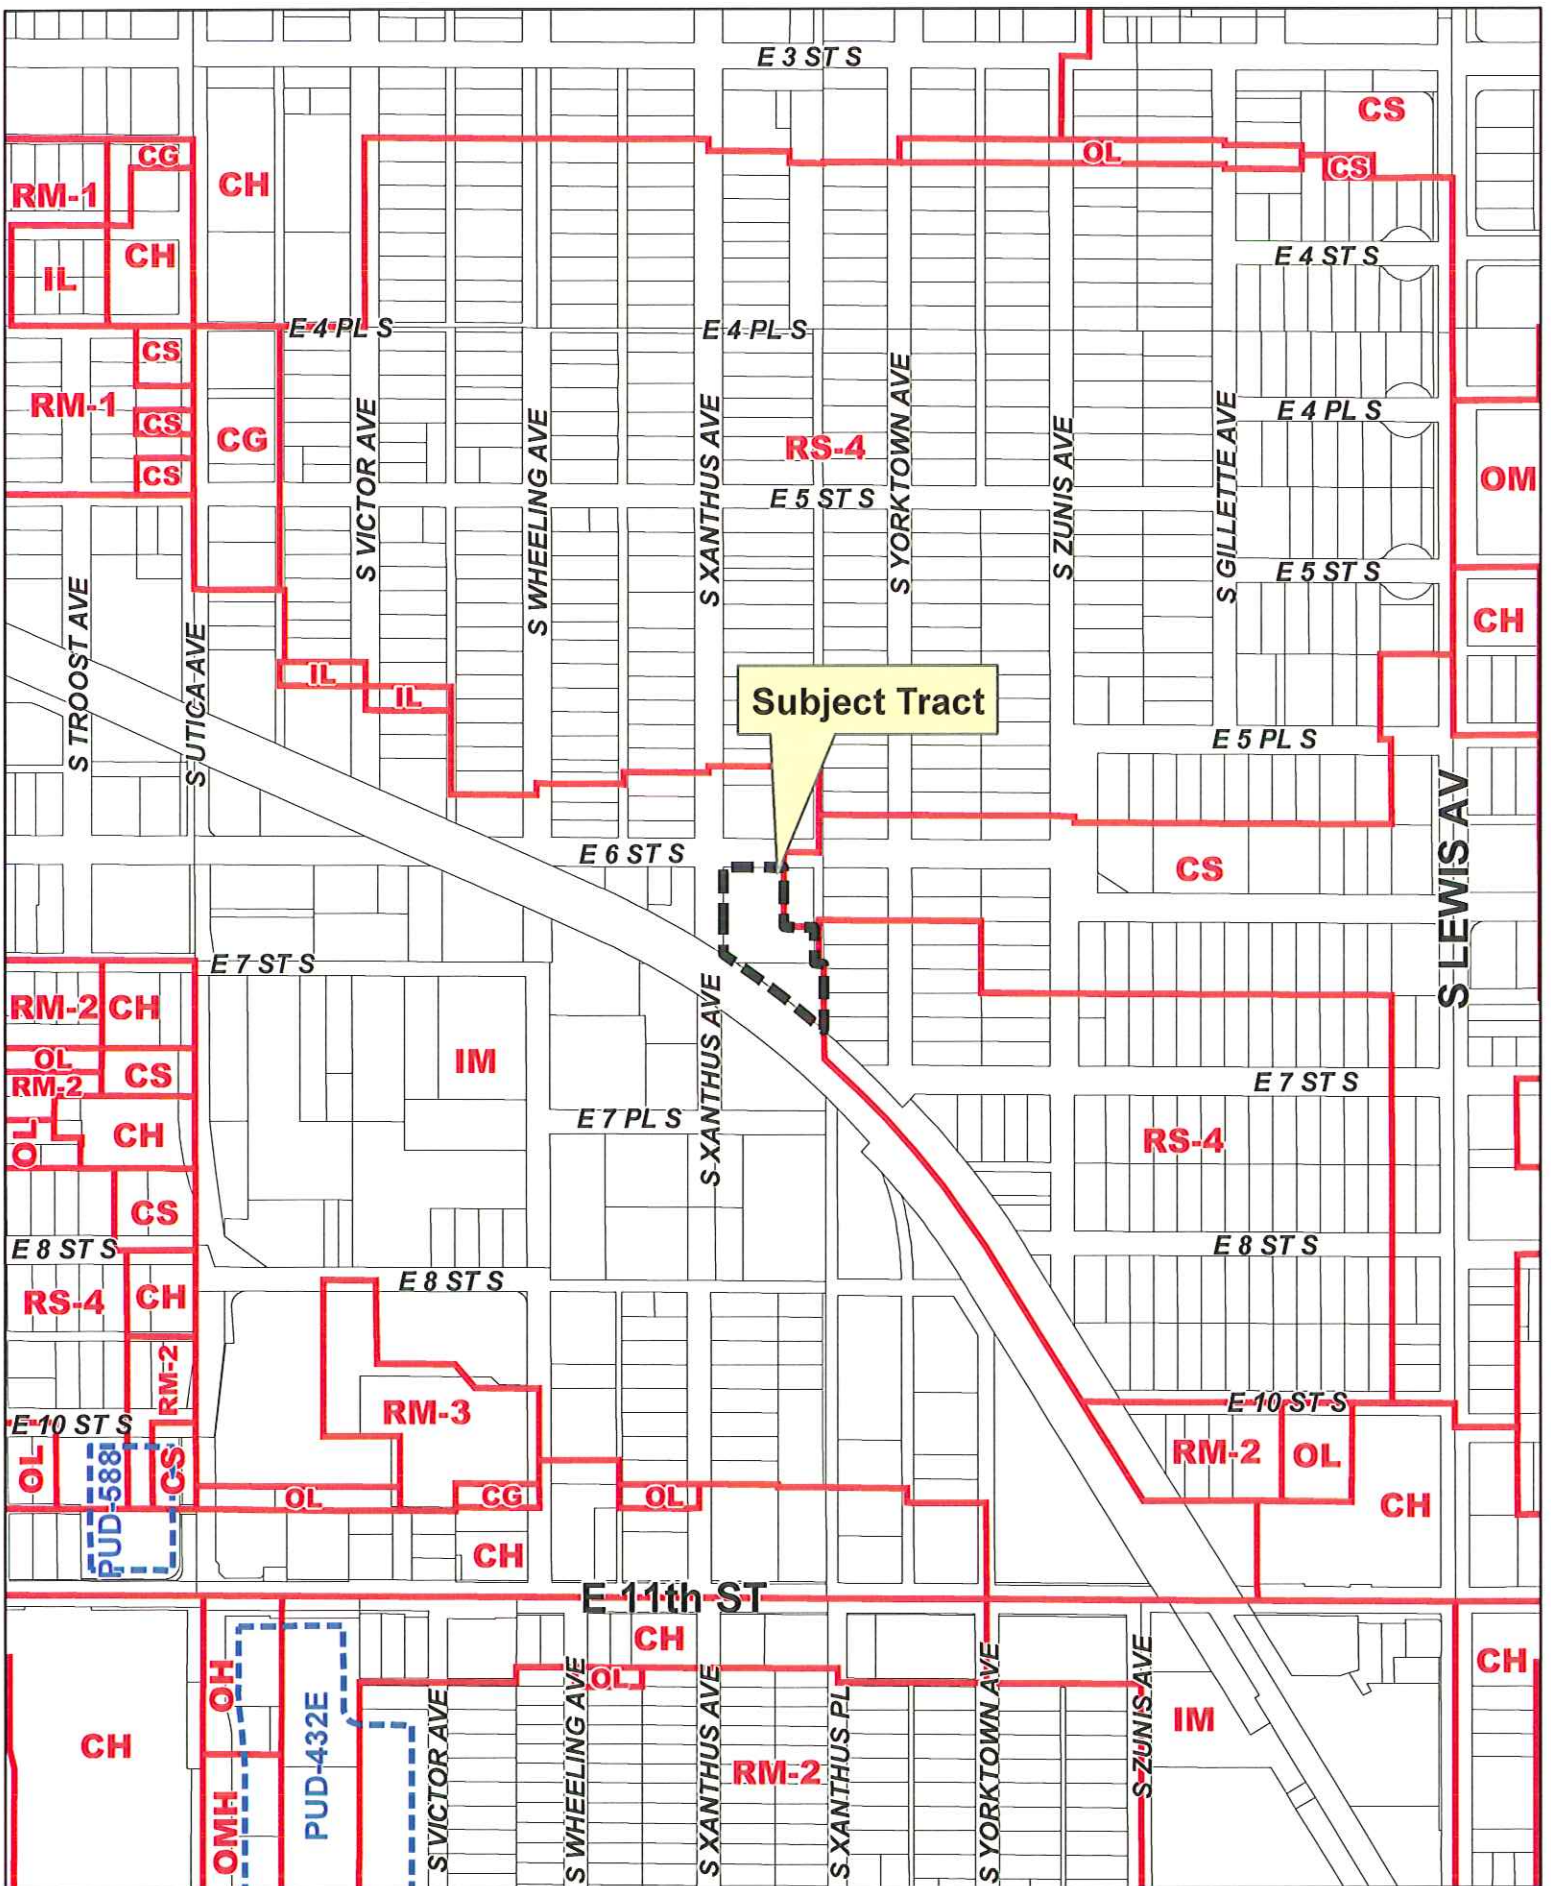 E 3 ST S
CS
CG
OL
CS
CH
RM-1
CH
E 4 ST S
IL
E 4 PL S
E 4 PL S
CS
RM-1
E 4 PL S
CS
CG
RS-4
CS
OM
E 5 ST S
S VICTOR AVE
S WHEELING AVE
S XANTHUS AVE
S YORKTOWN AVE
S ZUNIS AVE
S GILLETTE AVE
E 5 ST S
CH
S TROOST AVE
S UTICA AVE
IL
IL
Subject Tract
E 5 PL S
E 6 ST S
CS
S LEWIS AV
E 7 ST S
RM-2
CH
OL
CS
RM-2
IM
S XANTHUS AVE
E 7 ST S
E 7 PL S
OL
CH
RS-4
CS
E 8 ST S
E 8 ST S
E 8 ST S
RS-4
CH
RM-2
RM-3
E 10 ST S
E 10 ST S
OL
PUD-588
CS
RM-2
OL
OL
CG
OL
CH
CH
E 11th ST
CH
OH
OL
CH
CH
PUD-432E
IM
RM-2
OMH
S VICTOR AVE
S WHEELING AVE
S XANTHUS AVE
S XANTHUS PL
S YORKTOWN AVE
S ZUNIS AVE